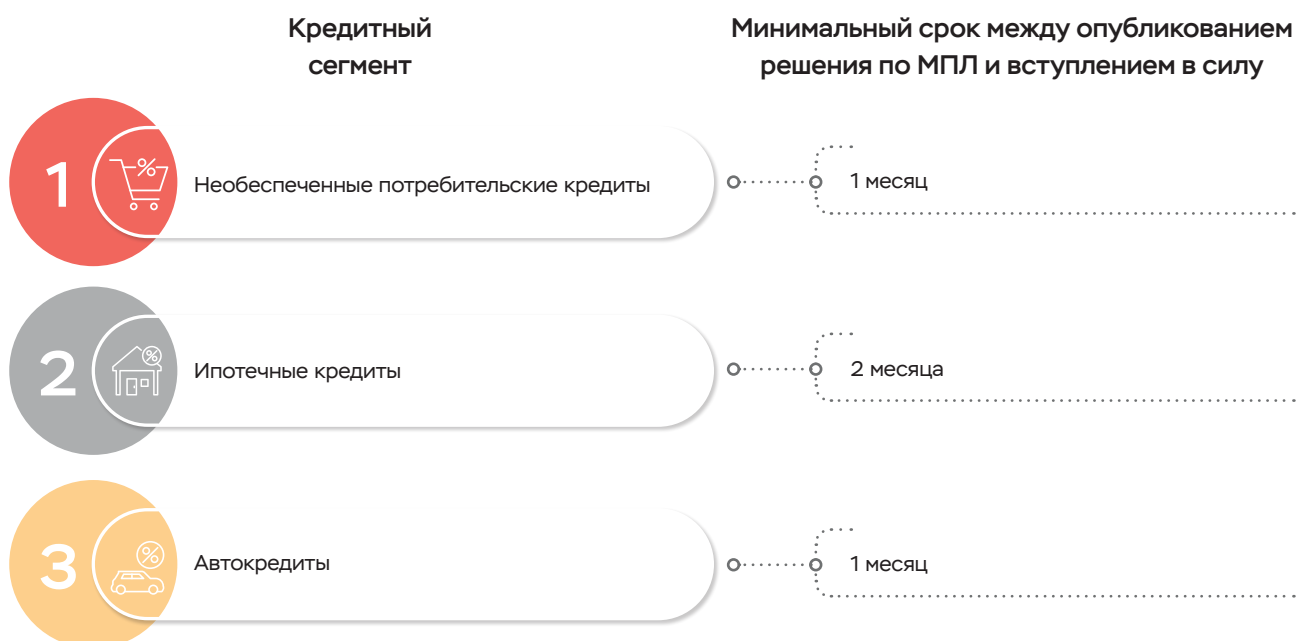 Кредитный
сегмент
Минимальный срок между опубликованием
решения по МПЛ и вступлением в силу
1
%
Необеспеченные потребительские кредиты
1 месяц
2
%
Ипотечные кредиты
2 месяца
3
%
Автокредиты
1 месяц